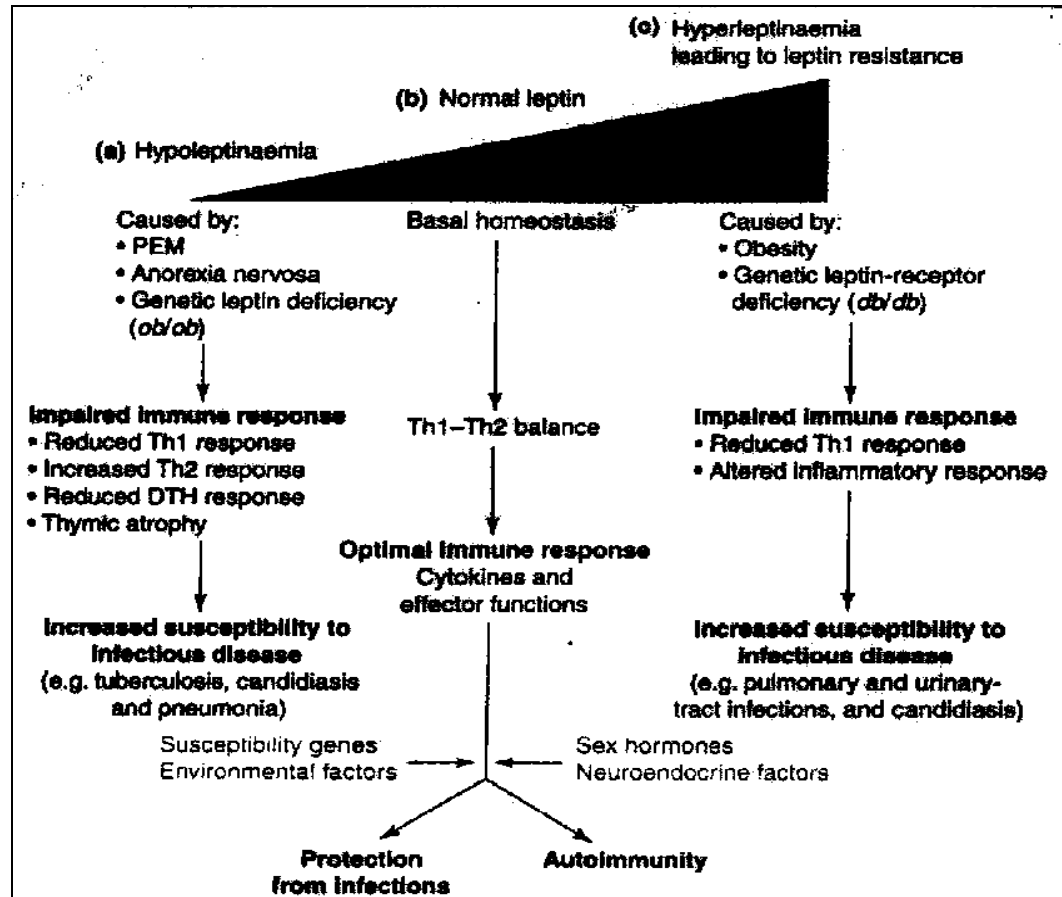 (c) Hyperleptinaemia
leading to leptin resistance
(b) Normal leptin
(a) Hypoleptinaemia
Caused by:
• PEM
• Anorexia nervosa
• Genetic leptin deficiency
(ob/ob)
Impaired immune response
• Reduced Th1 response
• Increased Th2 response
• Reduced DTH response
• Thymic atrophy
Increased susceptibility to
infectious disease
(e.g. tuberculosis, candidiasis
and pneumonia)
Basal homeostasis
Th1–Th2 balance
Optimal immune response
Cytokines and
effector functions
Caused by:
• Obesity
• Genetic leptin-receptor
deficiency (db/db)
Impaired immune response
• Reduced Th1 response
• Altered inflammatory response
Increased susceptibility to
infectious disease
(e.g. pulmonary and urinary-
tract infections, and candidiasis)
Susceptibility genes
Environmental factors
Sex hormones
Neuroendocrine factors
Protection
from infections
Autoimmunity